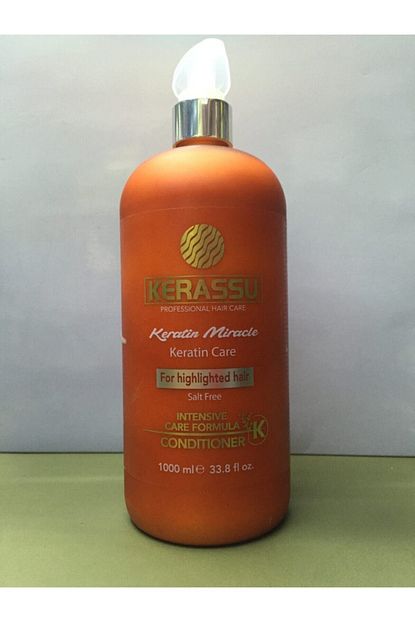 KERASSU
PROFESSIONAL HAIR CARE
Keratin Miracle
Keratin Care
For highlighted hair
Salt Free
INTENSIVE
CARE FORMULA
K
CONDITIONER
1000 ml ℮ 33.8 fl oz.